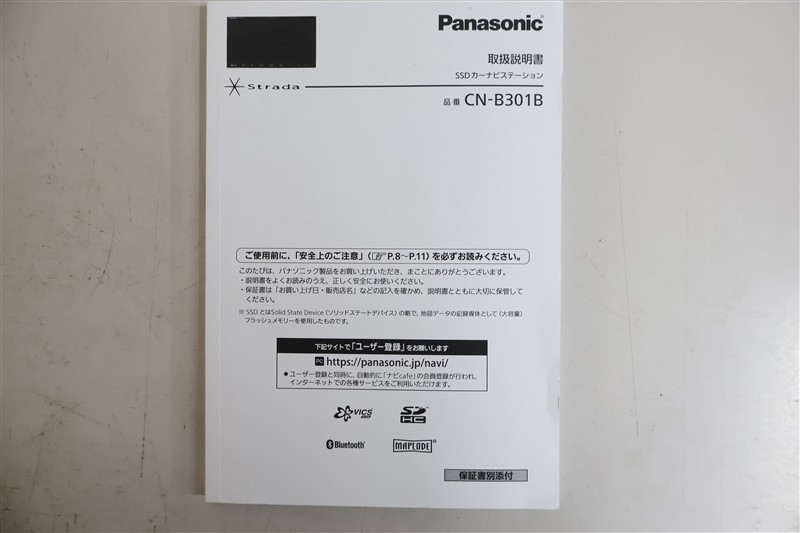 Panasonic®
取扱説明書
SSDカーナビステーション
Strada
品番 CN-B301B
ご使用前に、「安全上のご注意」(☞ P.8～P.11)を必ずお読みください。
このたびは、パナソニック製品をお買い上げいただき、まことにありがとうございます。
・説明書をよくお読みのうえ、正しく安全にお使いください。
・保証書は「お買い上げ日・販売店名」などの記入を確かめ、説明書とともに大切に保管して
ください。
※ SSD とはSolid State Device(ソリッドステートデバイス)の略で、地図データの記録媒体として(大容量)
フラッシュメモリーを使用したものです。
下記サイトで「ユーザー登録」をお願いします
PC https://panasonic.jp/navi/
●ユーザー登録と同時に、自動的に「ナビcafe」の会員登録が行われ、
インターネットでの各種サービスをご利用いただけます。
VICS
SD HC
Bluetooth®
MAPCODE®
保証書別添付